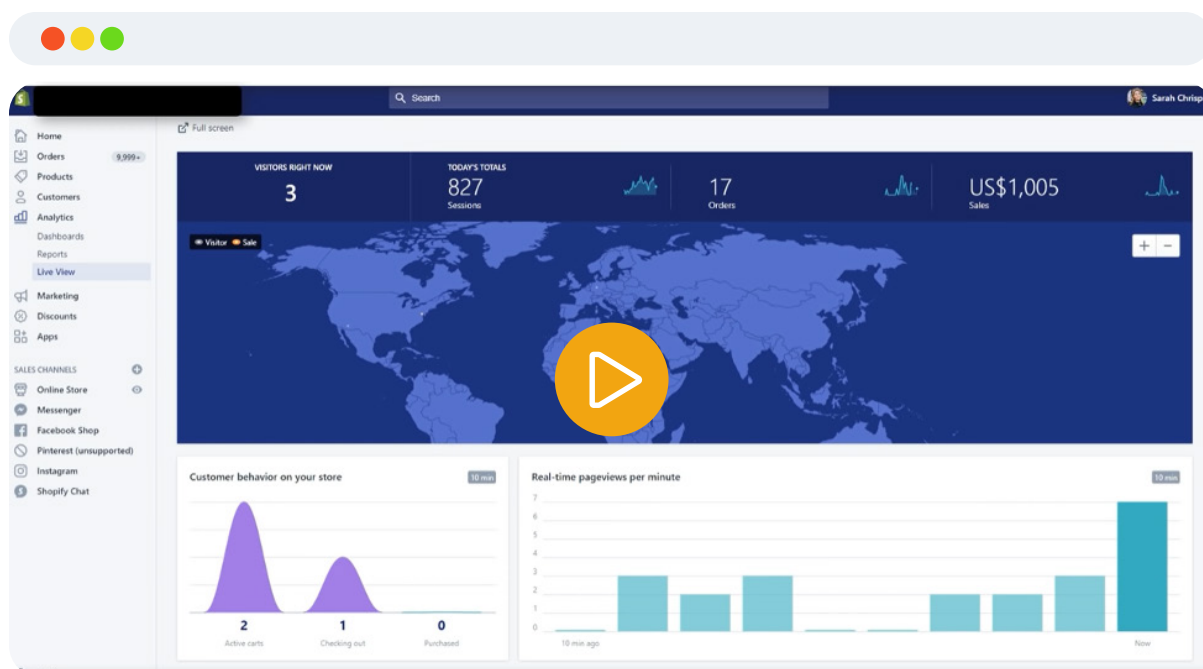 Search
Sarah Chrisp
Full screen
Home
Orders 9,999+
Products
Customers
Analytics
Dashboards
Reports
Live View
Marketing
Discounts
Apps
SALES CHANNELS
Online Store
Messenger
Facebook Shop
Pinterest (unsupported)
Instagram
Shopify Chat
VISITORS RIGHT NOW
3
TODAY'S TOTALS
827
Sessions
17
Orders
US$1,005
Sales
Visitor Sale
+ −
Customer behavior on your store 10 min
2 1 0
Active carts Checking out Purchased
Real-time pageviews per minute 10 min
7
6
5
4
3
2
1
0
10 min ago Now